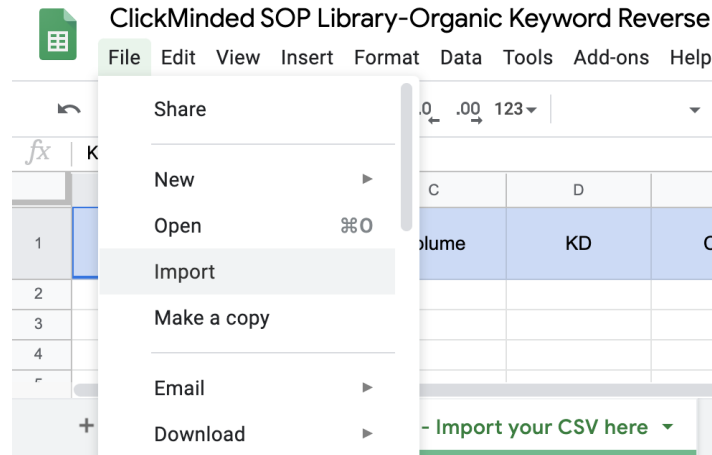 ClickMinded SOP Library-Organic Keyword Reverse
File Edit View Insert Format Data Tools Add-ons Help
Share
.0 .00 123
fx K
New
C D
Open ⌘O
1 olume KD
Import
2
Make a copy
3
4
Email
+ - Import your CSV here
Download